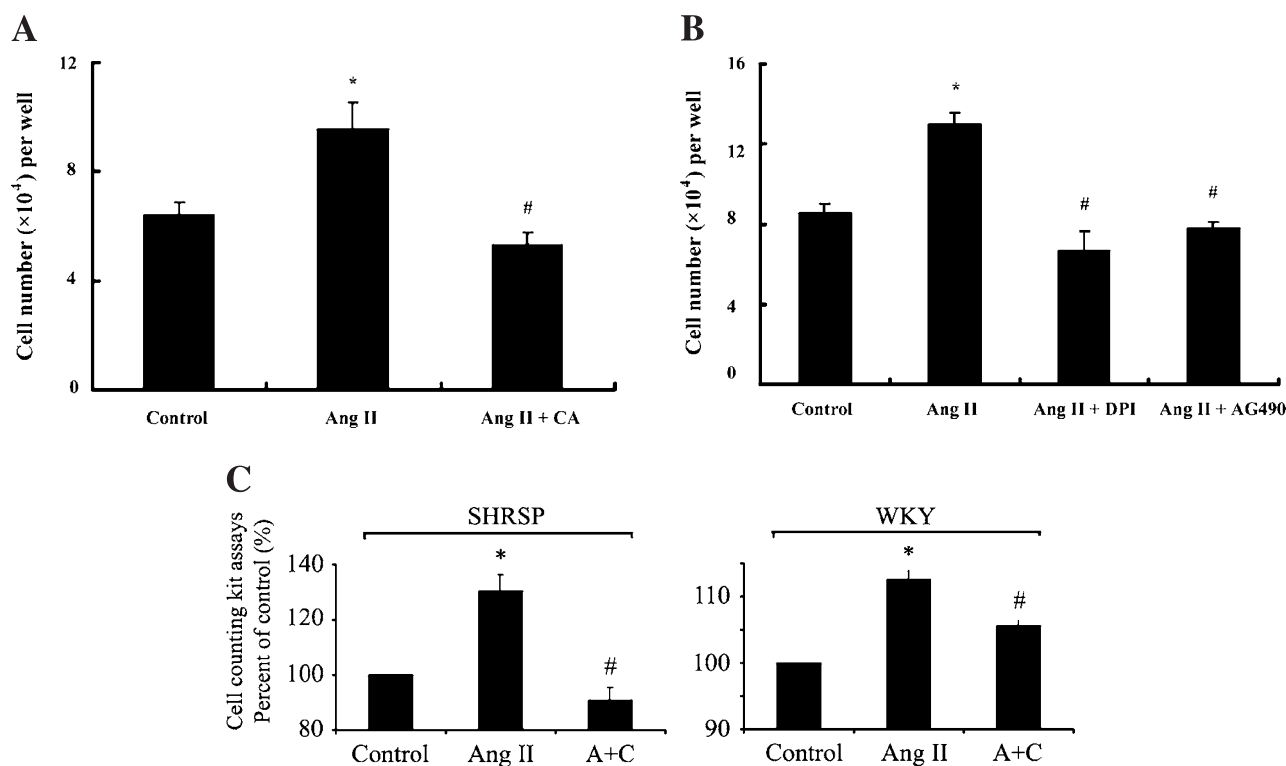 A
Cell number (×10⁴) per well
12
8
4
0
*
#
Control
Ang II
Ang II + CA
B
Cell number (×10⁴) per well
16
12
8
4
0
*
#
#
Control
Ang II
Ang II + DPI
Ang II + AG490
C
Cell counting kit assays
Percent of control (%)
SHRSP
140
120
100
80
*
#
Control
Ang II
A+C
WKY
110
100
90
*
#
Control
Ang II
A+C